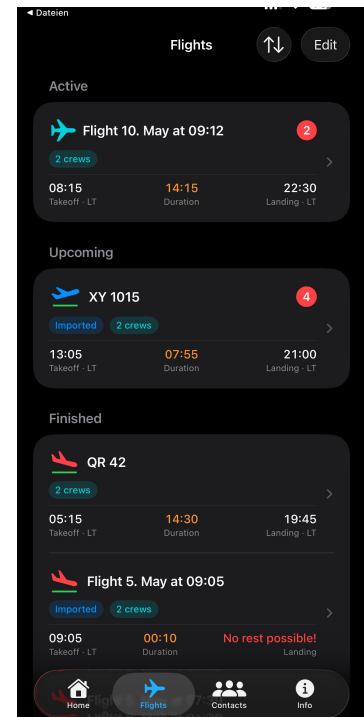 ◀ Dateien
Flights
Edit
Active
Flight 10. May at 09:12
2
2 crews
08:15 14:15 22:30
Takeoff - LT Duration Landing - LT
Upcoming
XY 1015
4
Imported 2 crews
13:05 07:55 21:00
Takeoff - LT Duration Landing - LT
Finished
QR 42
2 crews
05:15 14:30 19:45
Takeoff - LT Duration Landing - LT
Flight 5. May at 09:05
Imported 2 crews
09:05 00:10 No rest possible!
Takeoff - LT Duration Landing
Home Flights Contacts Info